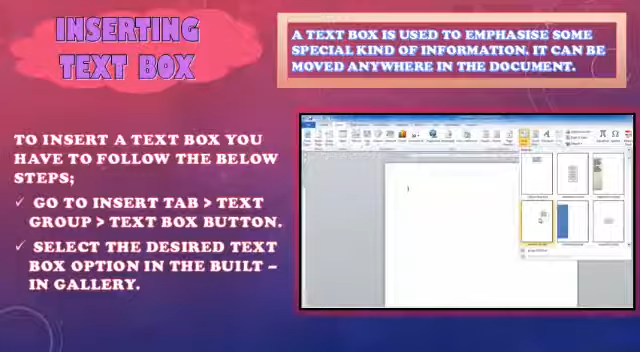 INSERTING
TEXT BOX
A TEXT BOX IS USED TO EMPHASISE SOME
SPECIAL KIND OF INFORMATION. IT CAN BE
MOVED ANYWHERE IN THE DOCUMENT.
TO INSERT A TEXT BOX YOU
HAVE TO FOLLOW THE BELOW
STEPS;
✓ GO TO INSERT TAB > TEXT
GROUP > TEXT BOX BUTTON.
✓ SELECT THE DESIRED TEXT
BOX OPTION IN THE BUILT –
IN GALLERY.